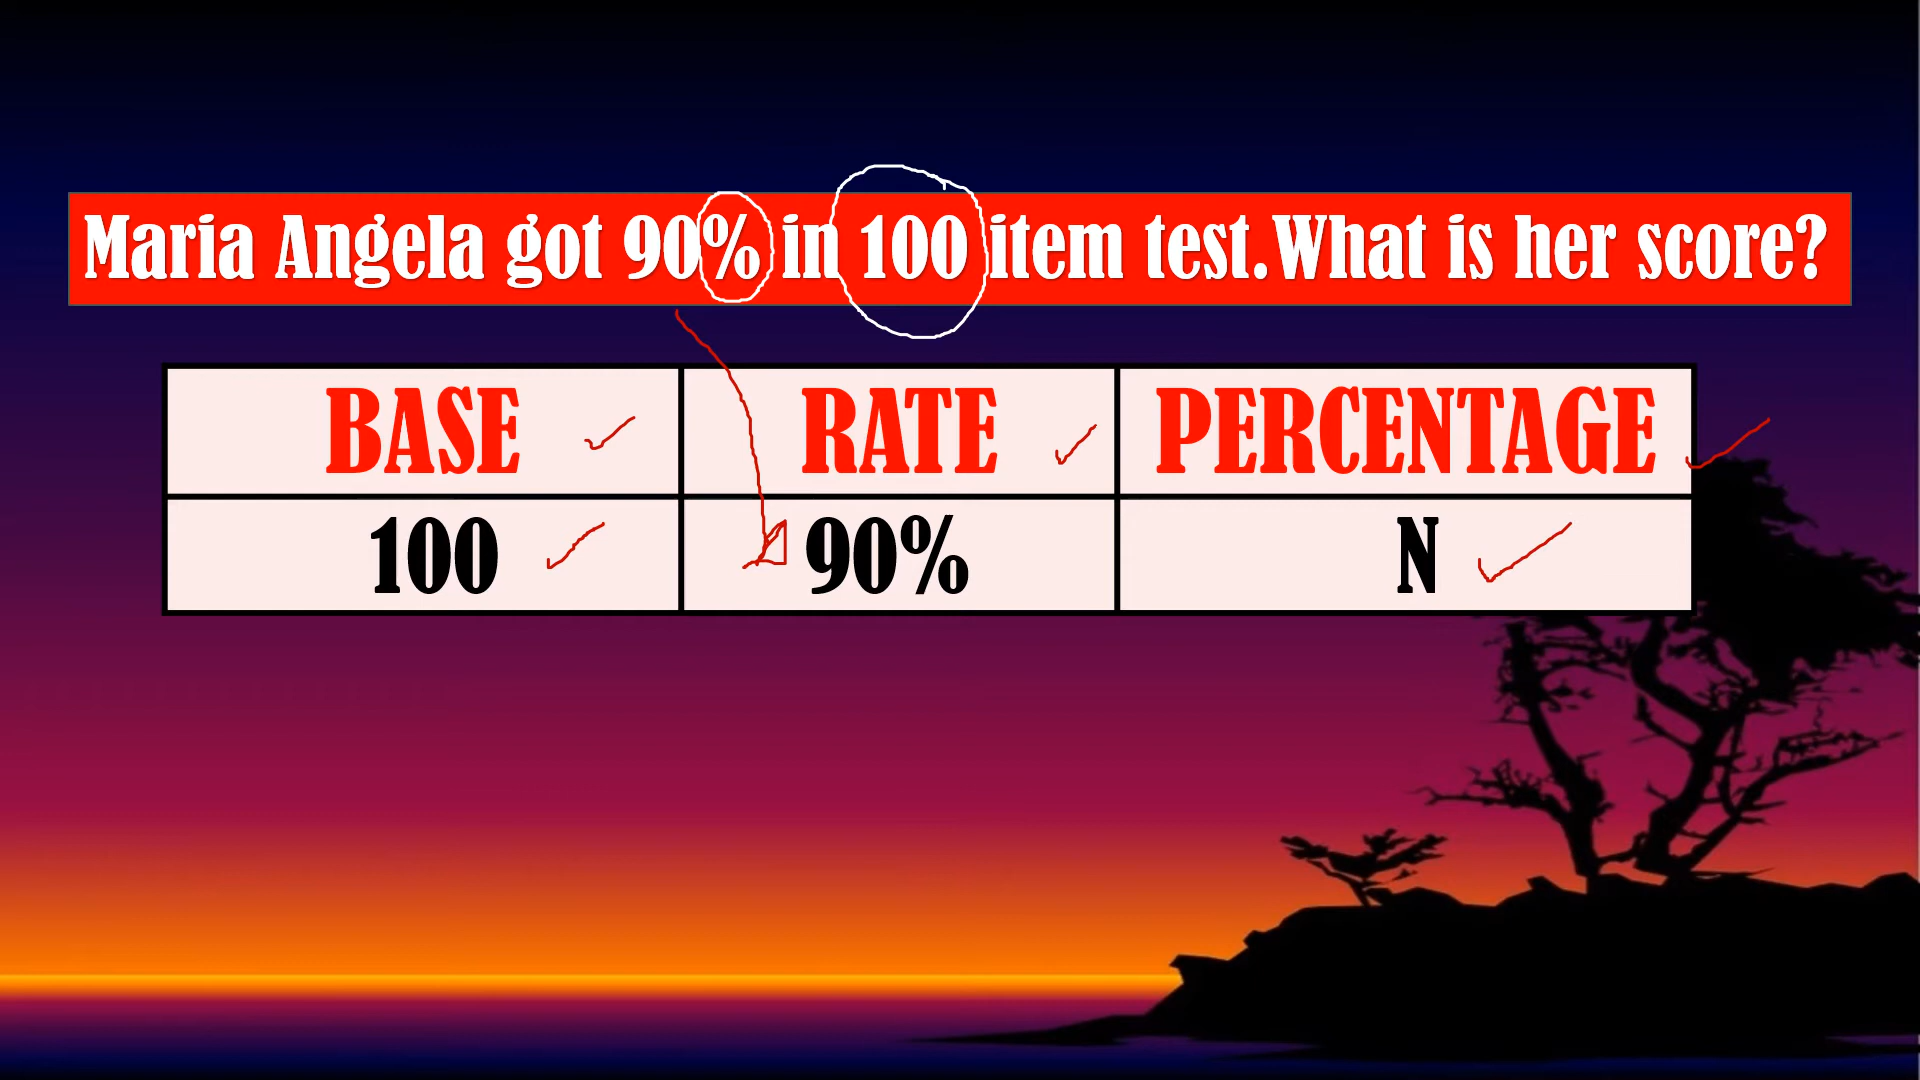 Maria Angela got 90% in 100 item test.What is her score?
BASE RATE PERCENTAGE
100 90% N